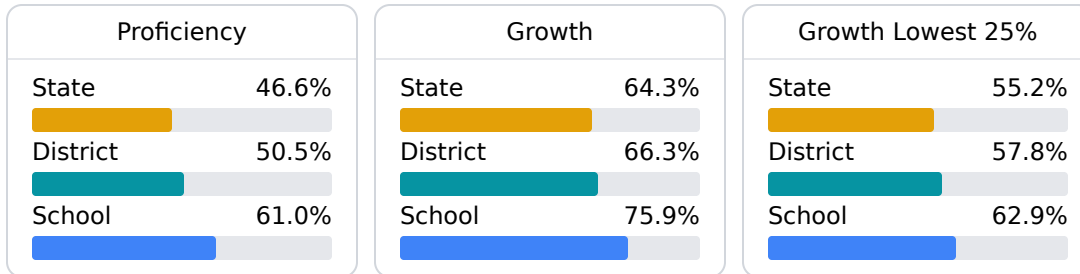 Proficiency
State 46.6%
District 50.5%
School 61.0%
Growth
State 64.3%
District 66.3%
School 75.9%
Growth Lowest 25%
State 55.2%
District 57.8%
School 62.9%